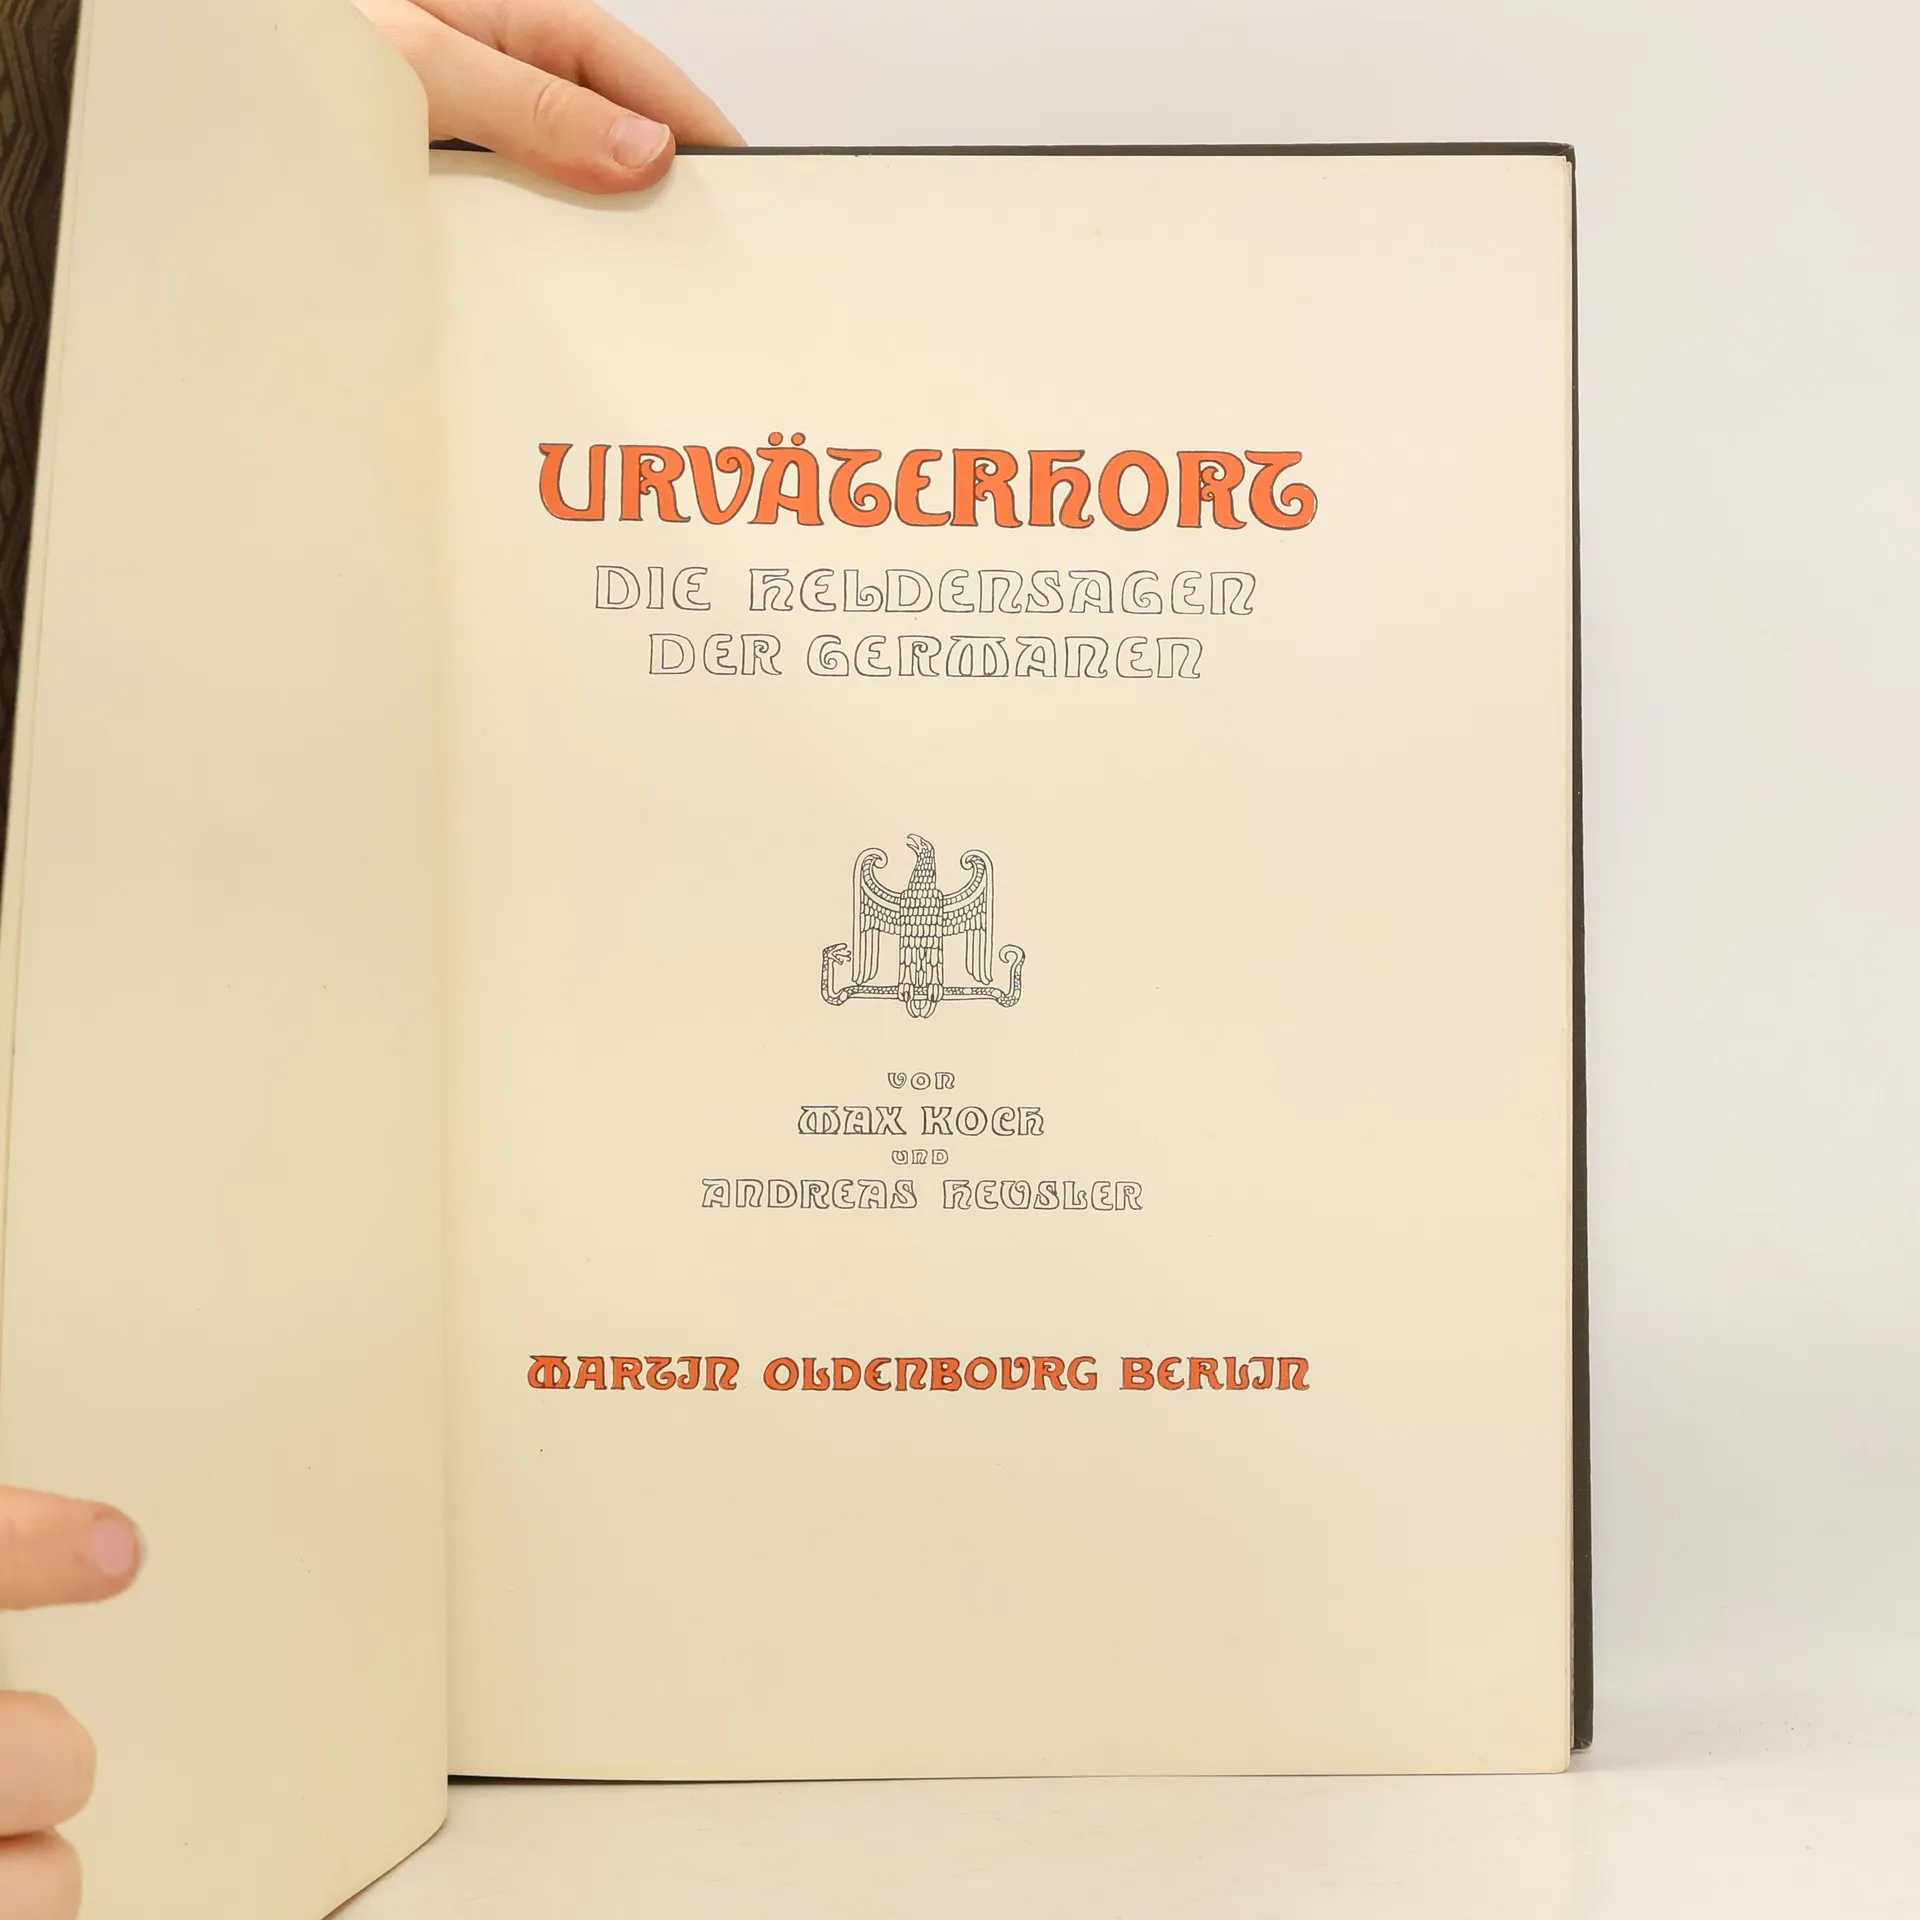 URVÄTERHORT
DIE HELDENSAGEN
DER GERMANEN
VON
MAX KOCH
UND
ANDREAS HEUSLER
MARTIN OLDENBOURG BERLIN